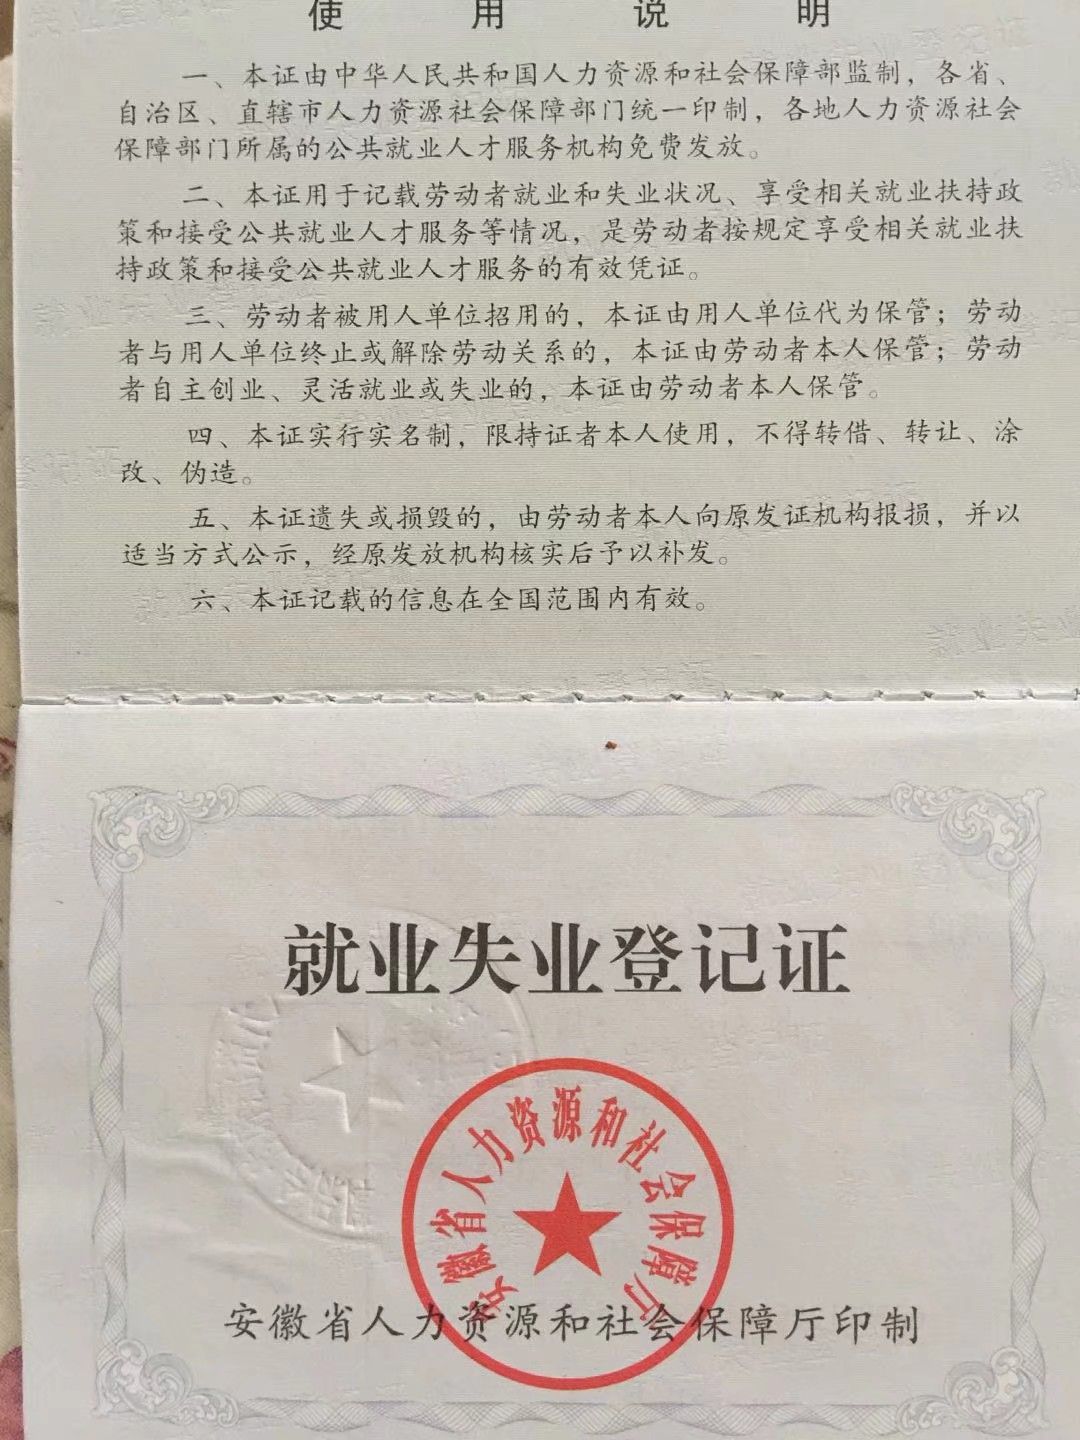 使用说明
一、本证由中华人民共和国人力资源和社会保障部监制，各省、
自治区、直辖市人力资源社会保障部门统一印制，各地人力资源社会
保障部门所属的公共就业人才服务机构免费发放。
二、本证用于记载劳动者就业和失业状况、享受相关就业扶持政
策和接受公共就业人才服务等情况，是劳动者按规定享受相关就业扶
持政策和接受公共就业人才服务的有效凭证。
三、劳动者被用人单位招用的，本证由用人单位代为保管；劳动
者与用人单位终止或解除劳动关系的，本证由劳动者本人保管；劳动
者自主创业、灵活就业或失业的，本证由劳动者本人保管。
四、本证实行实名制，限持证者本人使用，不得转借、转让、涂
改、伪造。
五、本证遗失或损毁的，由劳动者本人向原发证机构报损，并以
适当方式公示，经原发放机构核实后予以补发。
六、本证记载的信息在全国范围内有效。
就业失业登记证
安徽省人力资源和社会保障厅
安徽省人力资源和社会保障厅印制